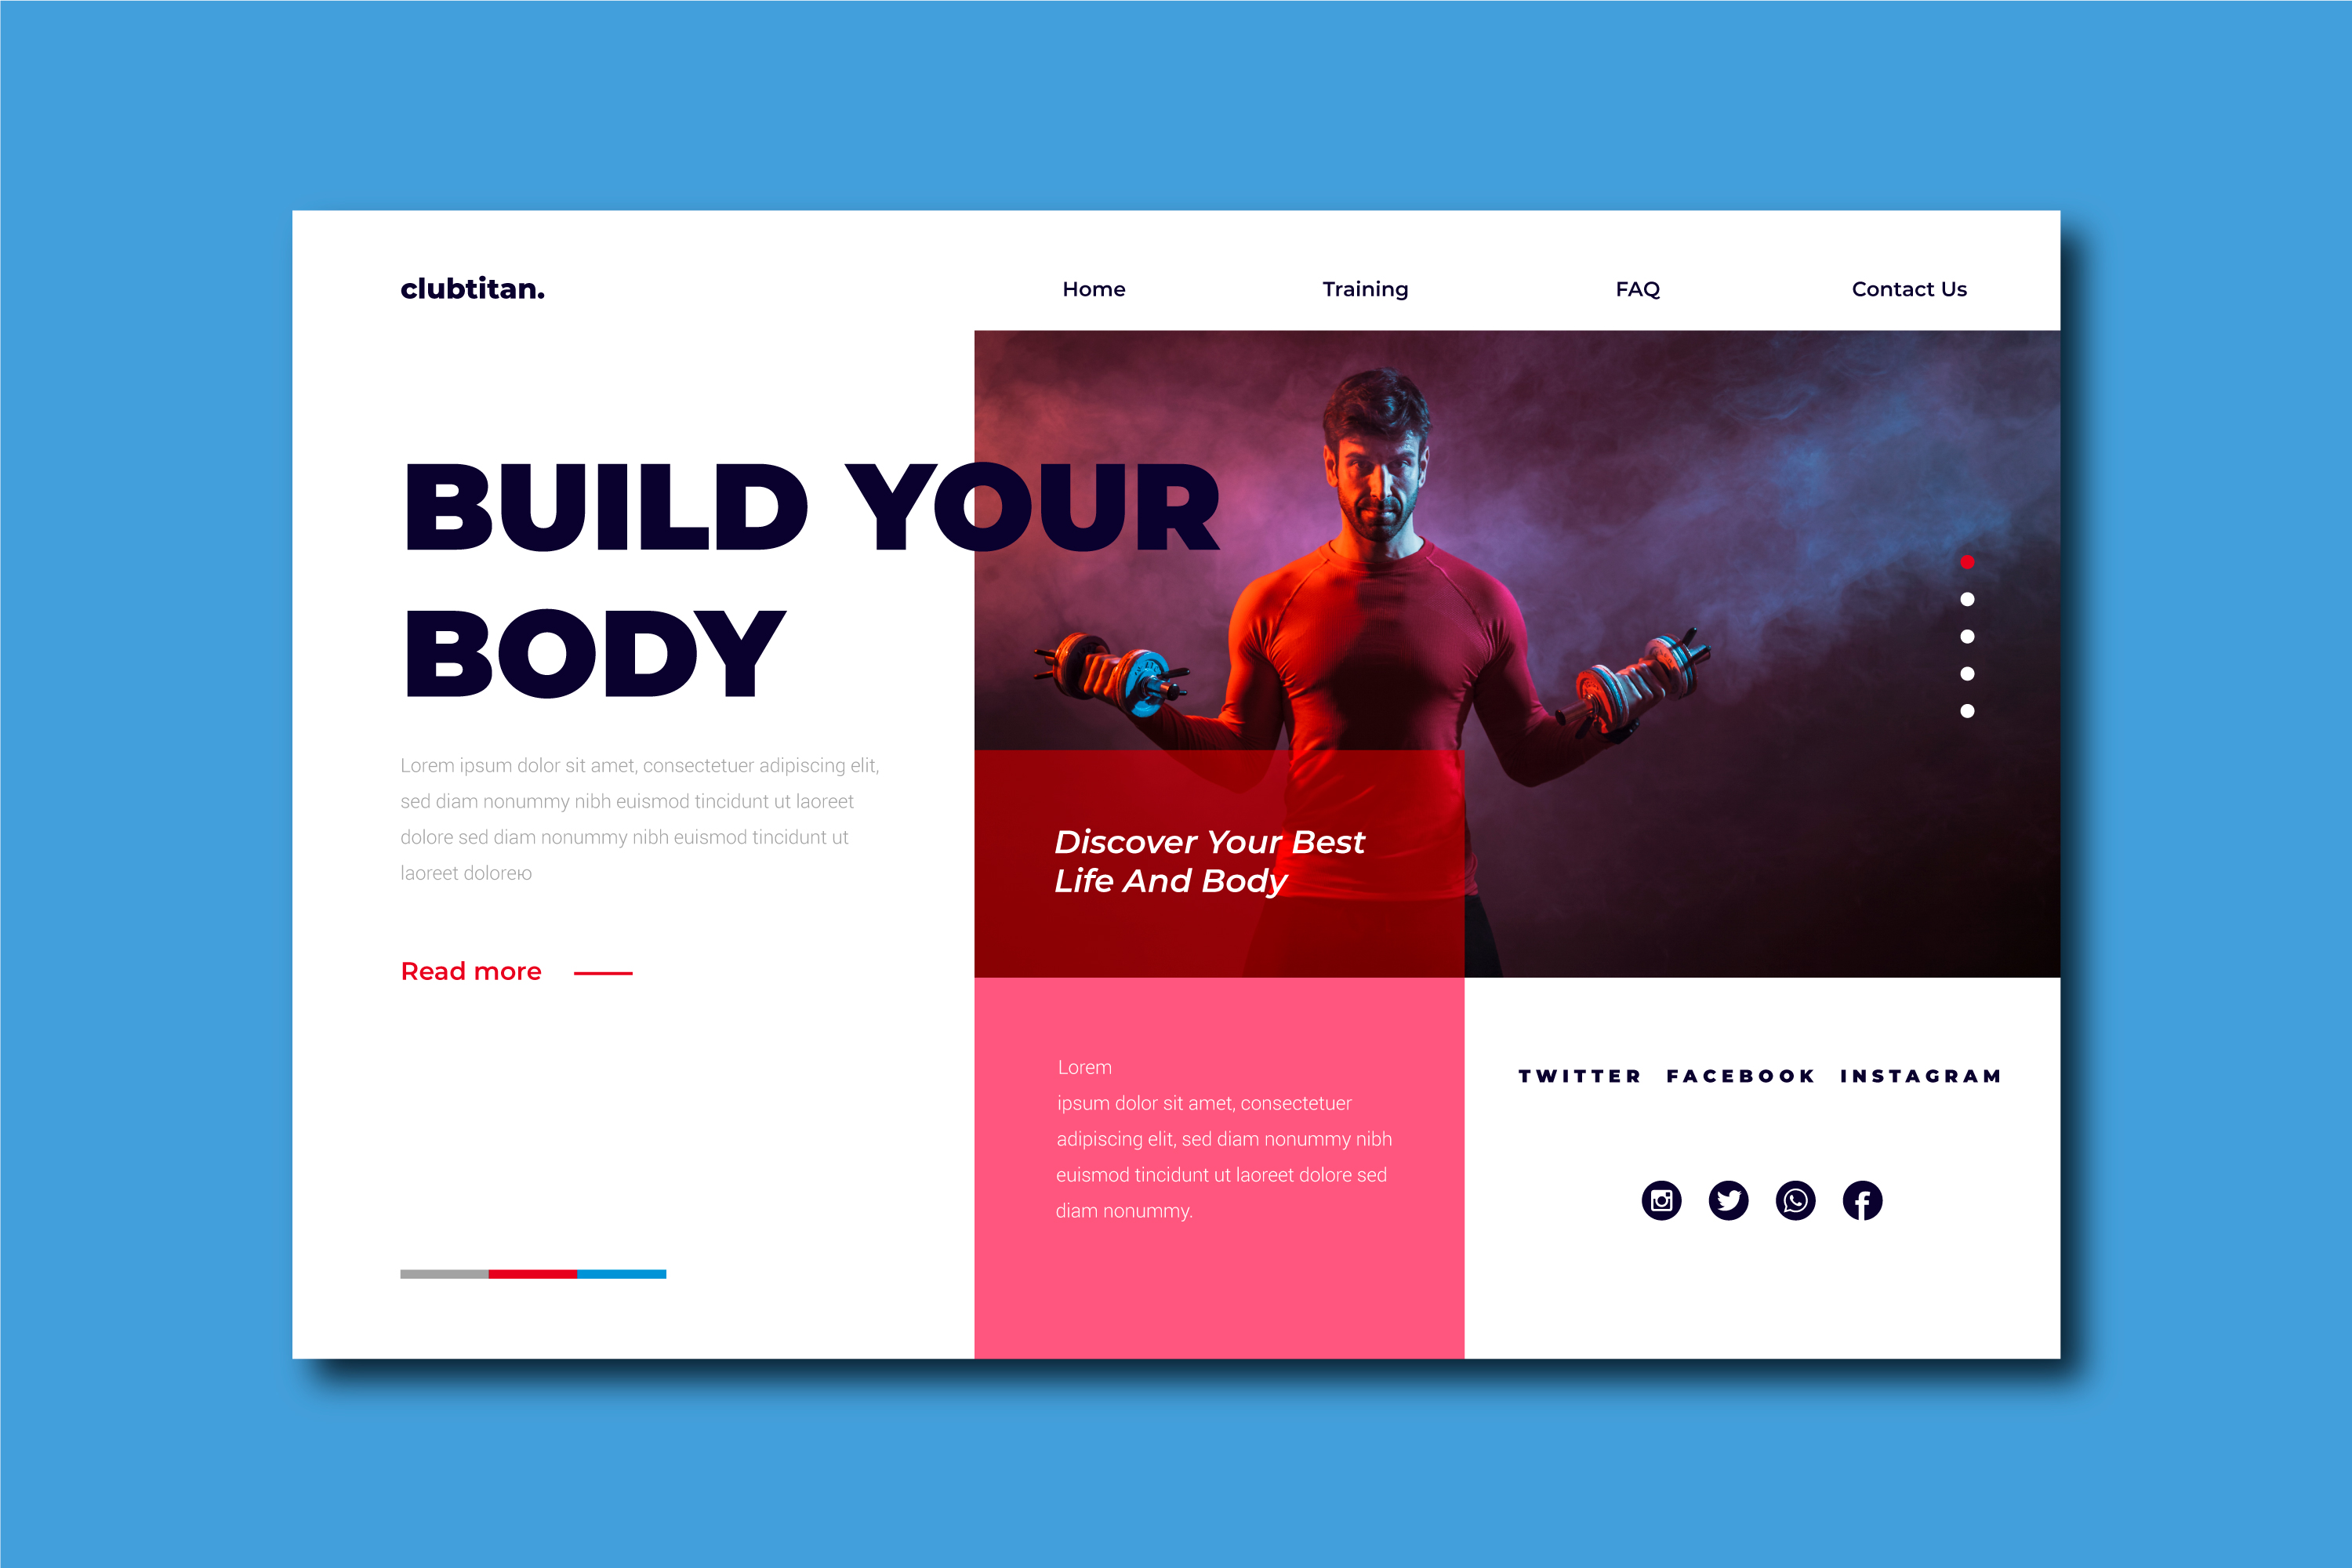 clubtitan.
Home
Training
FAQ
Contact Us
BUILD YOUR
BODY
Lorem ipsum dolor sit amet, consectetuer adipiscing elit,
sed diam nonummy nibh euismod tincidunt ut laoreet
dolore sed diam nonummy nibh euismod tincidunt ut
laoreet doloreю
Read more
Discover Your Best
Life And Body
Lorem
ipsum dolor sit amet, consectetuer
adipiscing elit, sed diam nonummy nibh
euismod tincidunt ut laoreet dolore sed
diam nonummy.
TWITTER FACEBOOK INSTAGRAM